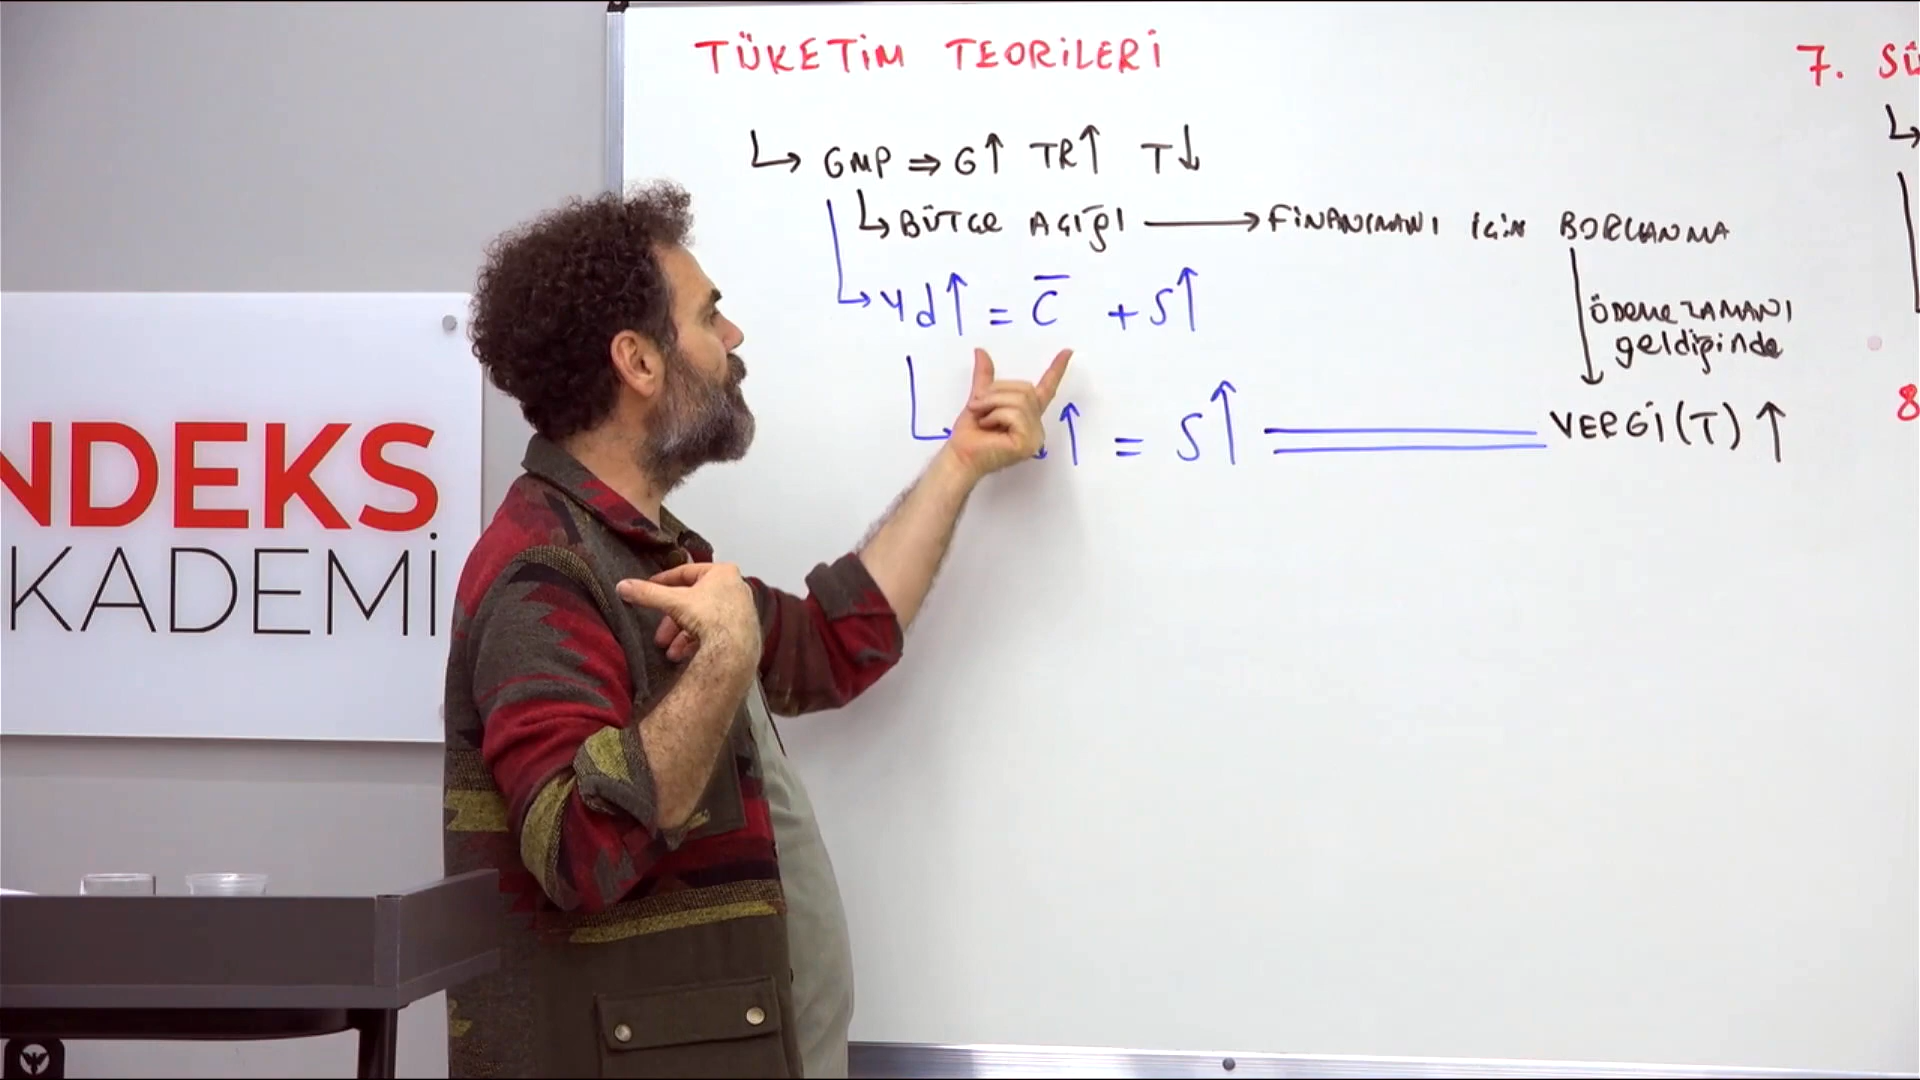 TÜKETİM TEORİLERİ
↳ GMP ⇒ G↑ TR↑ T↓
↳ BÜTÇE AÇIĞI → FİNANSMANI İÇİN BORÇLANMA
↳ Yd↑ = C̅ + S↑
ÖDEME ZAMANI
geldiğinde
↑ = S↑ VERGİ(T) ↑
7. SÜ
8
NDEKS
KADEMİ